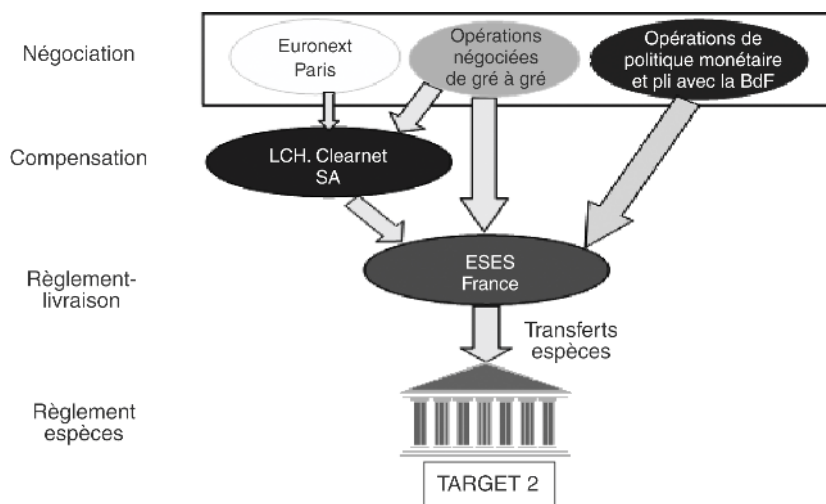 Négociation
Euronext
Paris
Opérations
négociées
de gré à gré
Opérations de
politique monétaire
et pli avec la BdF
Compensation
LCH. Clearnet
SA
Règlement-
livraison
ESES
France
Transferts
espèces
Règlement
espèces
TARGET 2